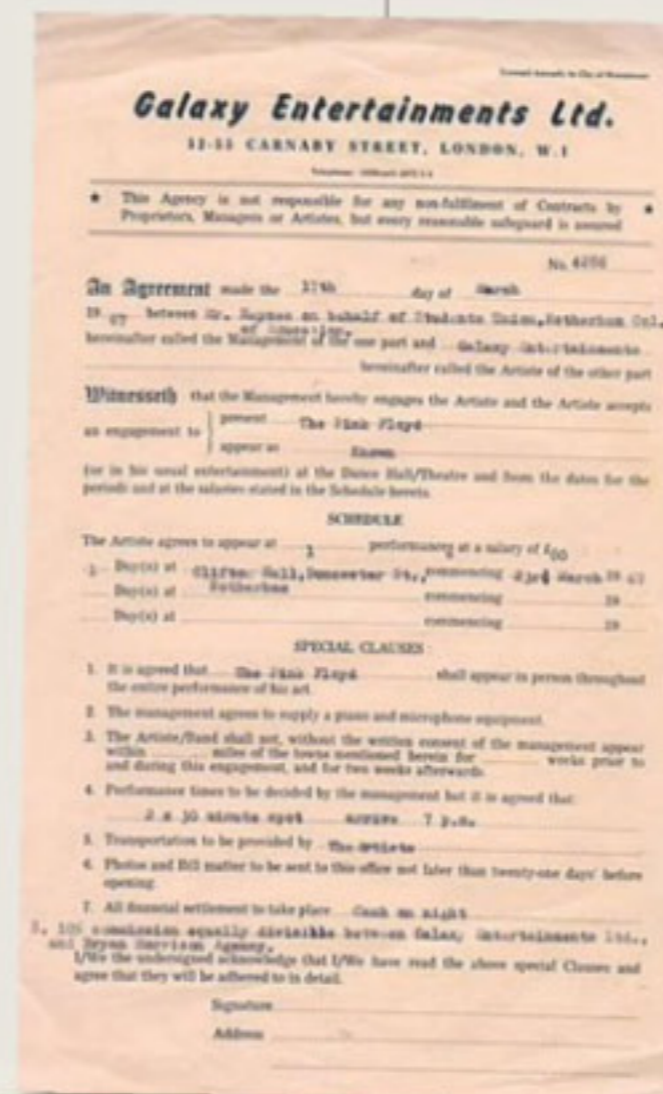 Galaxy Entertainments Ltd.
52-55 CARNABY STREET, LONDON, W.1
★ This Agency is not responsible for any non-fulfilment of Contracts by ★
Proprietors, Managers or Artistes, but every reasonable safeguard is assured
No.
An Agreement made the 17th day of March
19 67 between Mr. Haynes on behalf of Students Union, Rotherham Col.
of Education.
hereinafter called the Management of the one part and Galaxy Entertainments
hereinafter called the Artiste of the other part
Witnesseth that the Management hereby engages the Artiste and the Artiste accepts
an engagement to present The Pink Floyd
appear as Known
(or in his usual entertainment) at the Dance Hall/Theatre and from the dates for the
periods and at the salaries stated in the Schedule herein.
SCHEDULE
The Artiste agrees to appear at 1 performances at a salary of £60
1 Day(s) at Clifton Hall, Doncaster St., commencing 23rd March 19 67
Rotherham
Day(s) at commencing 19
Day(s) at commencing 19
SPECIAL CLAUSES
1. It is agreed that The Pink Floyd shall appear in person throughout
the entire performance of his act.
2. The management agrees to supply a piano and microphone equipment.
3. The Artiste/Band shall not, without the written consent of the management appear
within miles of the towns mentioned herein for weeks prior to
and during this engagement, and for two weeks afterwards.
4. Performance times to be decided by the management but it is agreed that:
2 x 30 minute spot arrive 7 p.m.
5. Transportation to be provided by The Artiste
6. Photos and Bill matter to be sent to this office not later than twenty-one days' before
opening.
7. All financial settlement to take place Cash on night
8. 10% commission equally divisible between Galaxy Entertainments Ltd.,
and Bryan Morrison Agency.
I/We the undersigned acknowledge that I/We have read the above special Clauses and
agree that they will be adhered to in detail.
Signature
Address